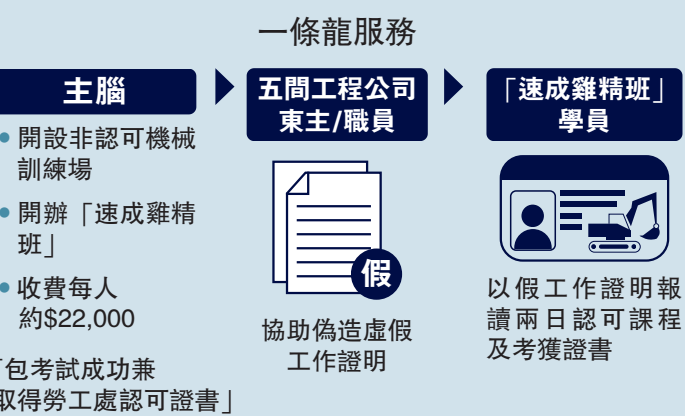 一條龍服務
主腦
• 開設非認可機械
訓練場
• 開辦「速成雞精
班」
• 收費每人
約$22,000
「包考試成功兼
取得勞工處認可證書」
五間工程公司
東主/職員
假
協助偽造虛假
工作證明
「速成雞精班」
學員
以假工作證明報
讀兩日認可課程
及考獲證書